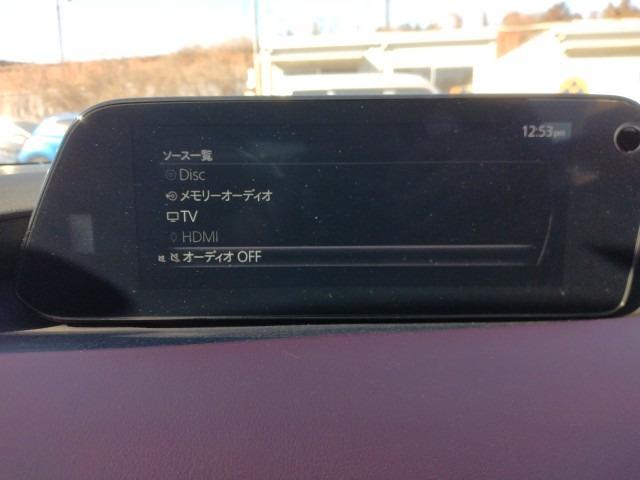 12:53pm
ソース一覧
Disc
メモリーオーディオ
TV
HDMI
オーディオ OFF